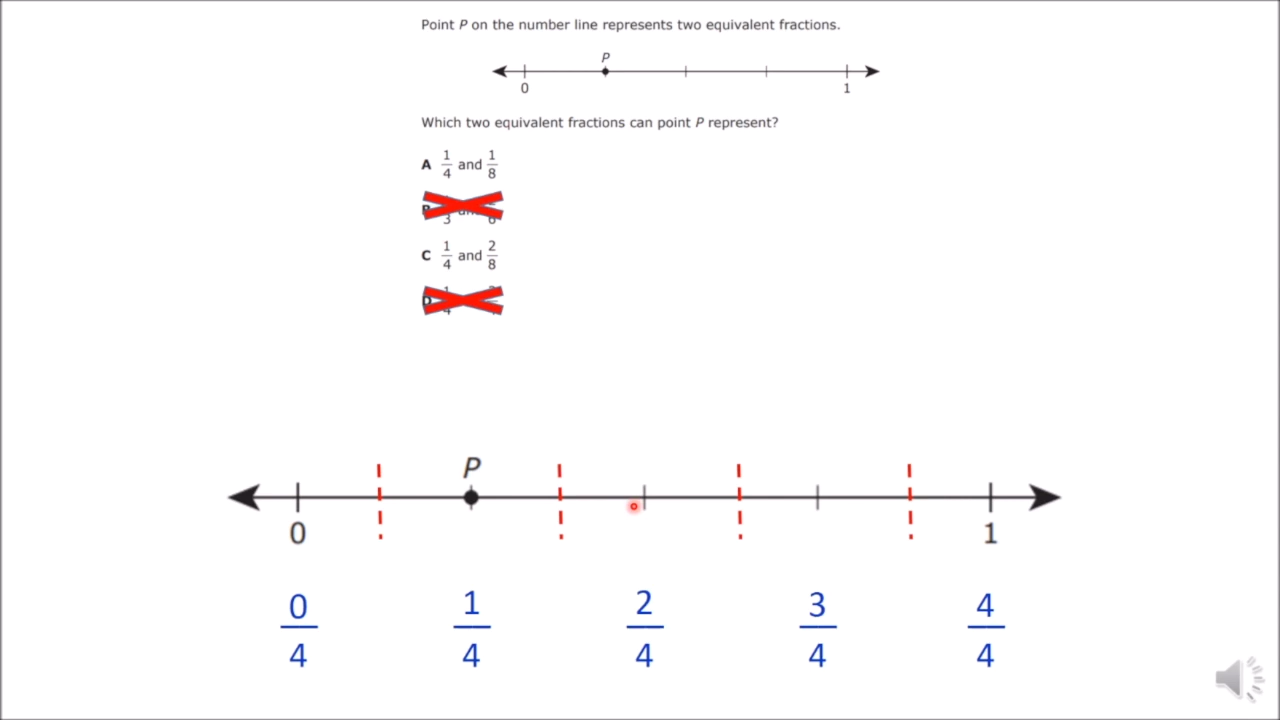 Point P on the number line represents two equivalent fractions.
P
0 1
Which two equivalent fractions can point P represent?
A 1/4 and 1/8
3
C 1/4 and 2/8
D
4
P
0 1
0/4 1/4 2/4 3/4 4/4